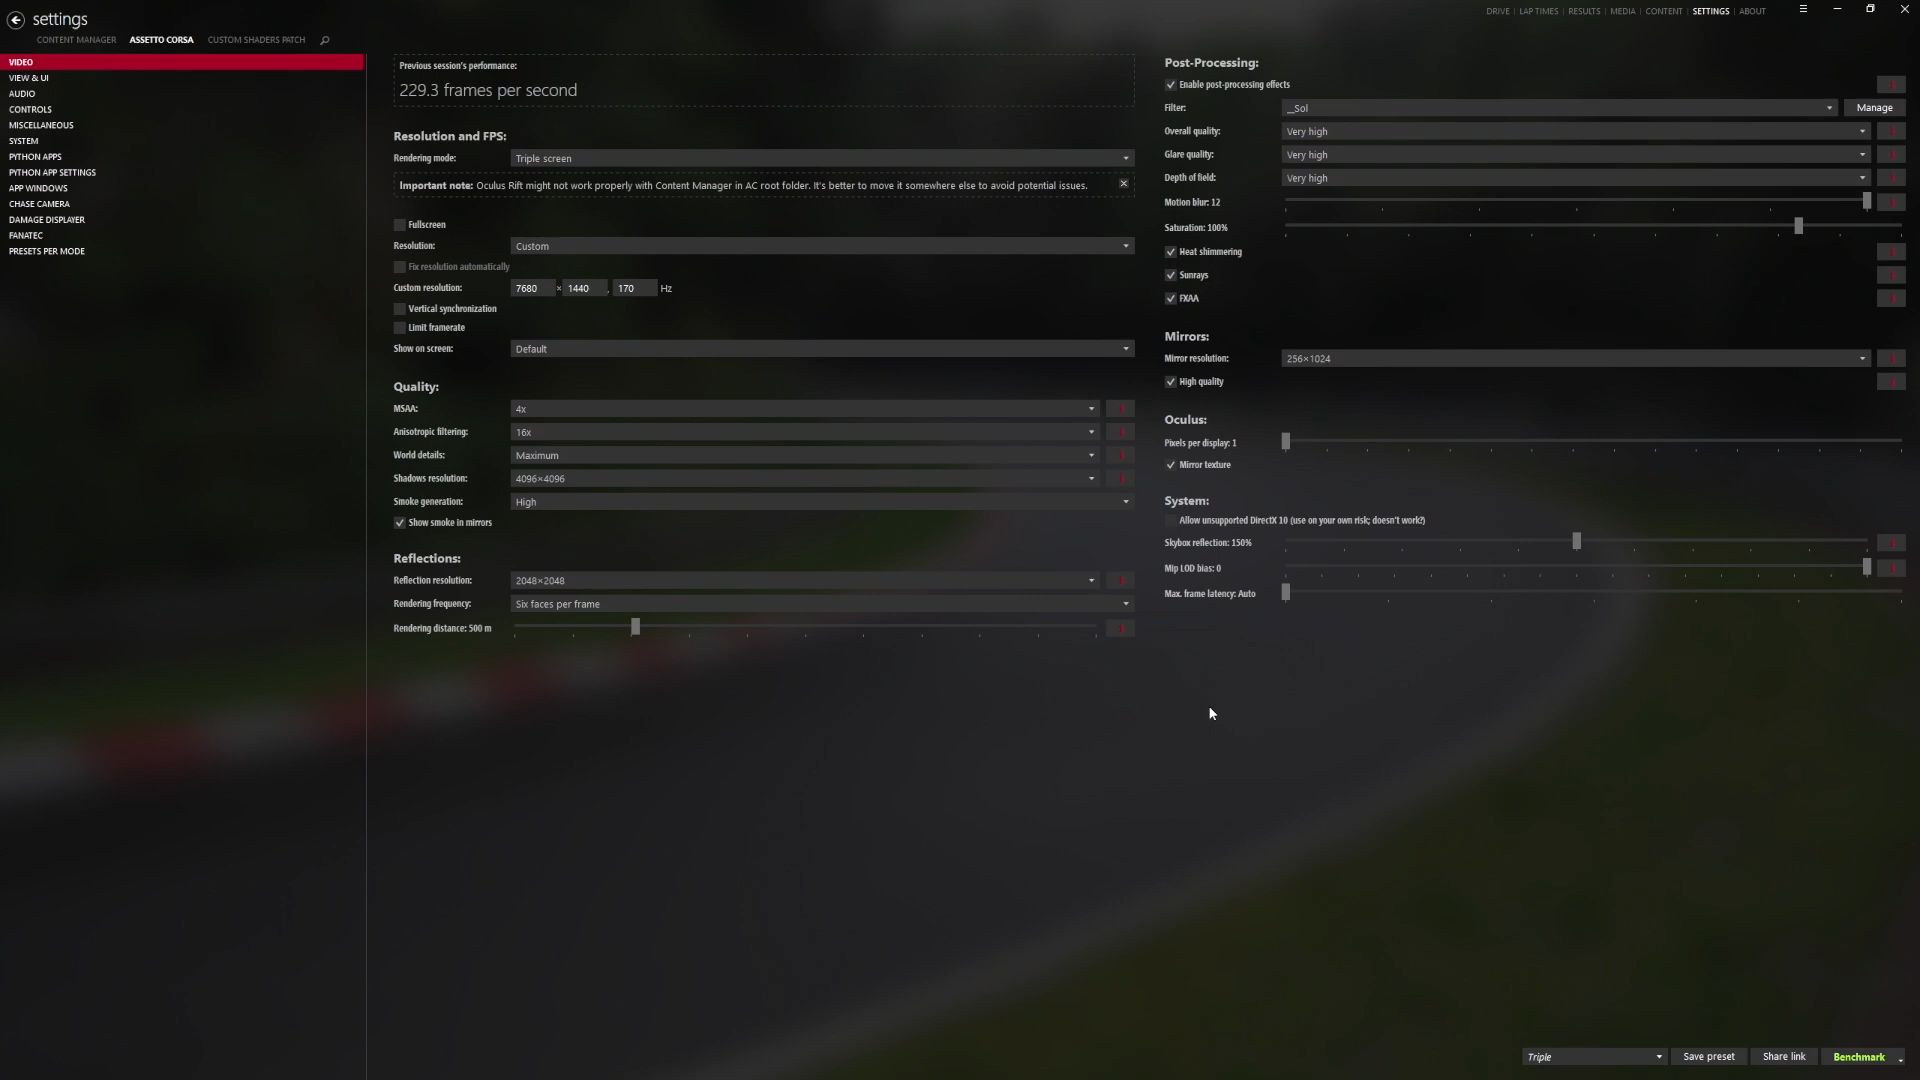 settings
DRIVE | LAP TIMES | RESULTS | MEDIA | CONTENT | SETTINGS | ABOUT
CONTENT MANAGER ASSETTO CORSA CUSTOM SHADERS PATCH
VIDEO
VIEW & UI
AUDIO
CONTROLS
MISCELLANEOUS
SYSTEM
PYTHON APPS
PYTHON APP SETTINGS
APP WINDOWS
CHASE CAMERA
DAMAGE DISPLAYER
FANATEC
PRESETS PER MODE
Previous session's performance:
229.3 frames per second
Resolution and FPS:
Rendering mode: Triple screen
Important note: Oculus Rift might not work properly with Content Manager in AC root folder. It's better to move it somewhere else to avoid potential issues.
Fullscreen
Resolution: Custom
Fix resolution automatically
Custom resolution: 7680 × 1440 , 170 Hz
Vertical synchronization
Limit framerate
Show on screen: Default
Quality:
MSAA: 4x
Anisotropic filtering: 16x
World details: Maximum
Shadows resolution: 4096×4096
Smoke generation: High
Show smoke in mirrors
Reflections:
Reflection resolution: 2048×2048
Rendering frequency: Six faces per frame
Rendering distance: 500 m
Post-Processing:
Enable post-processing effects
Filter: __Sol Manage
Overall quality: Very high
Glare quality: Very high
Depth of field: Very high
Motion blur: 12
Saturation: 100%
Heat shimmering
Sunrays
FXAA
Mirrors:
Mirror resolution: 256×1024
High quality
Oculus:
Pixels per display: 1
Mirror texture
System:
Allow unsupported DirectX 10 (use on your own risk; doesn't work?)
Skybox reflection: 150%
Mip LOD bias: 0
Max. frame latency: Auto
Triple Save preset Share link Benchmark